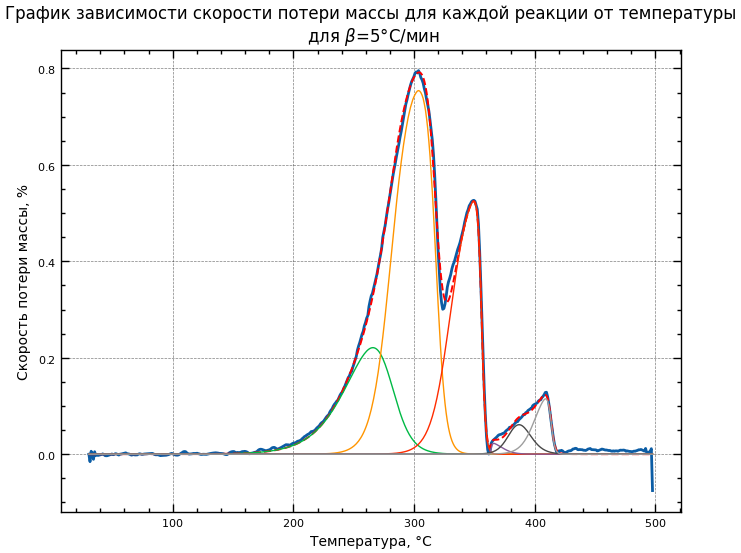 График зависимости скорости потери массы для каждой реакции от температуры
для β=5°C/мин
Скорость потери массы, %
0.8
0.6
0.4
0.2
0.0
100 200 300 400 500
Температура, °C